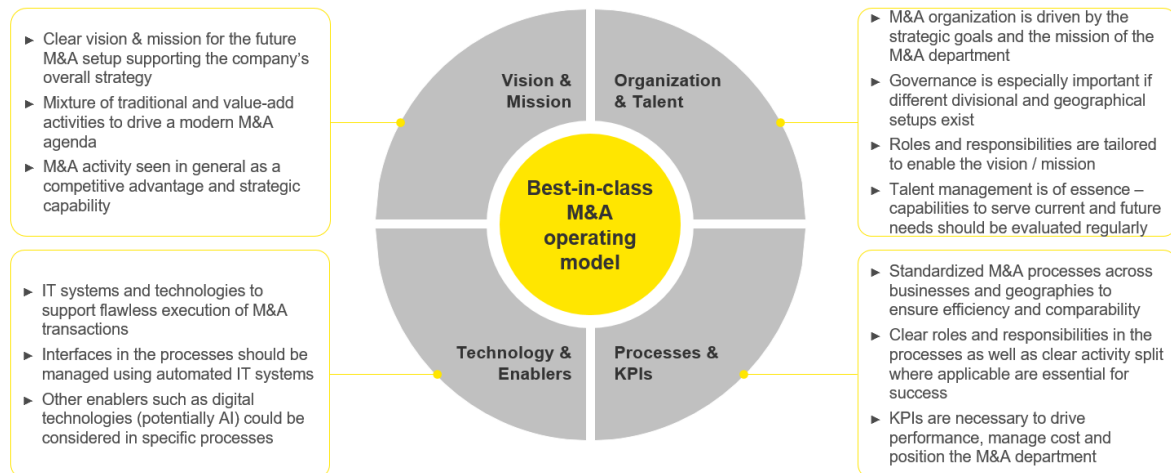 ► Clear vision & mission for the future
M&A setup supporting the company's
overall strategy
► Mixture of traditional and value-add
activities to drive a modern M&A
agenda
► M&A activity seen in general as a
competitive advantage and strategic
capability
Vision &
Mission
Organization
& Talent
► M&A organization is driven by the
strategic goals and the mission of the
M&A department
► Governance is especially important if
different divisional and geographical
setups exist
► Roles and responsibilities are tailored
to enable the vision / mission
► Talent management is of essence –
capabilities to serve current and future
needs should be evaluated regularly
Best-in-class
M&A
operating
model
► IT systems and technologies to
support flawless execution of M&A
transactions
► Interfaces in the processes should be
managed using automated IT systems
► Other enablers such as digital
technologies (potentially AI) could be
considered in specific processes
Technology &
Enablers
Processes &
KPIs
► Standardized M&A processes across
businesses and geographies to
ensure efficiency and comparability
► Clear roles and responsibilities in the
processes as well as clear activity split
where applicable are essential for
success
► KPIs are necessary to drive
performance, manage cost and
position the M&A department